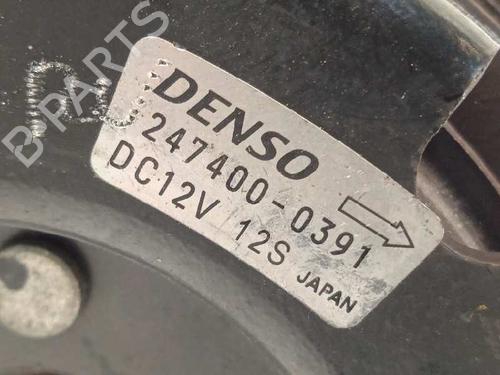 B-PARTS
DENSO
247400-0391
DC12V 12S
JAPAN